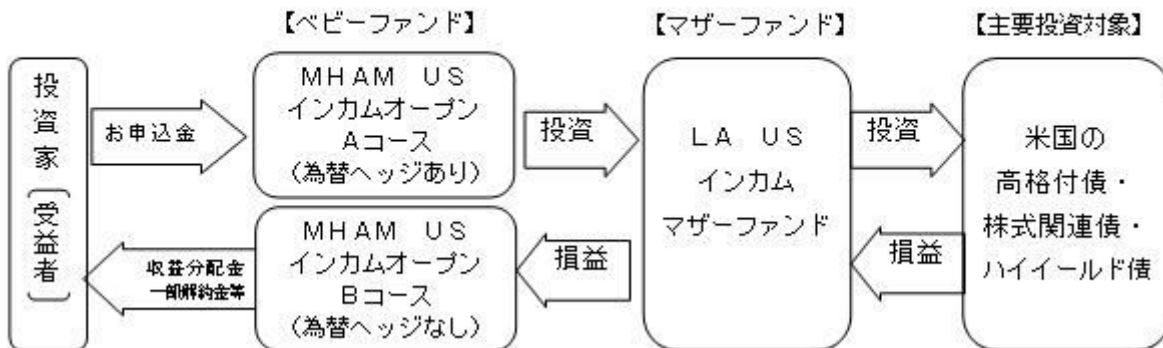 【ベビーファンド】
【マザーファンド】
【主要投資対象】
投資家〔受益者〕
お申込金
MHAM US
インカムオープン
Aコース
(為替ヘッジあり)
投資
LA US
インカム
マザーファンド
投資
米国の
高格付債・
株式関連債・
ハイイールド債
収益分配金
一部解約金等
MHAM US
インカムオープン
Bコース
(為替ヘッジなし)
損益
損益